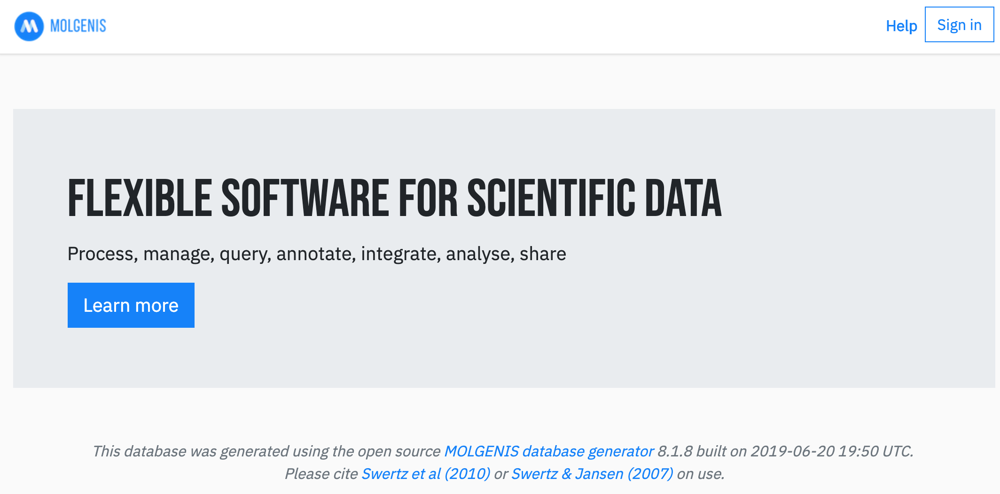 MOLGENIS
Help
Sign in
FLEXIBLE SOFTWARE FOR SCIENTIFIC DATA
Process, manage, query, annotate, integrate, analyse, share
Learn more
This database was generated using the open source MOLGENIS database generator 8.1.8 built on 2019-06-20 19:50 UTC.
Please cite Swertz et al (2010) or Swertz & Jansen (2007) on use.